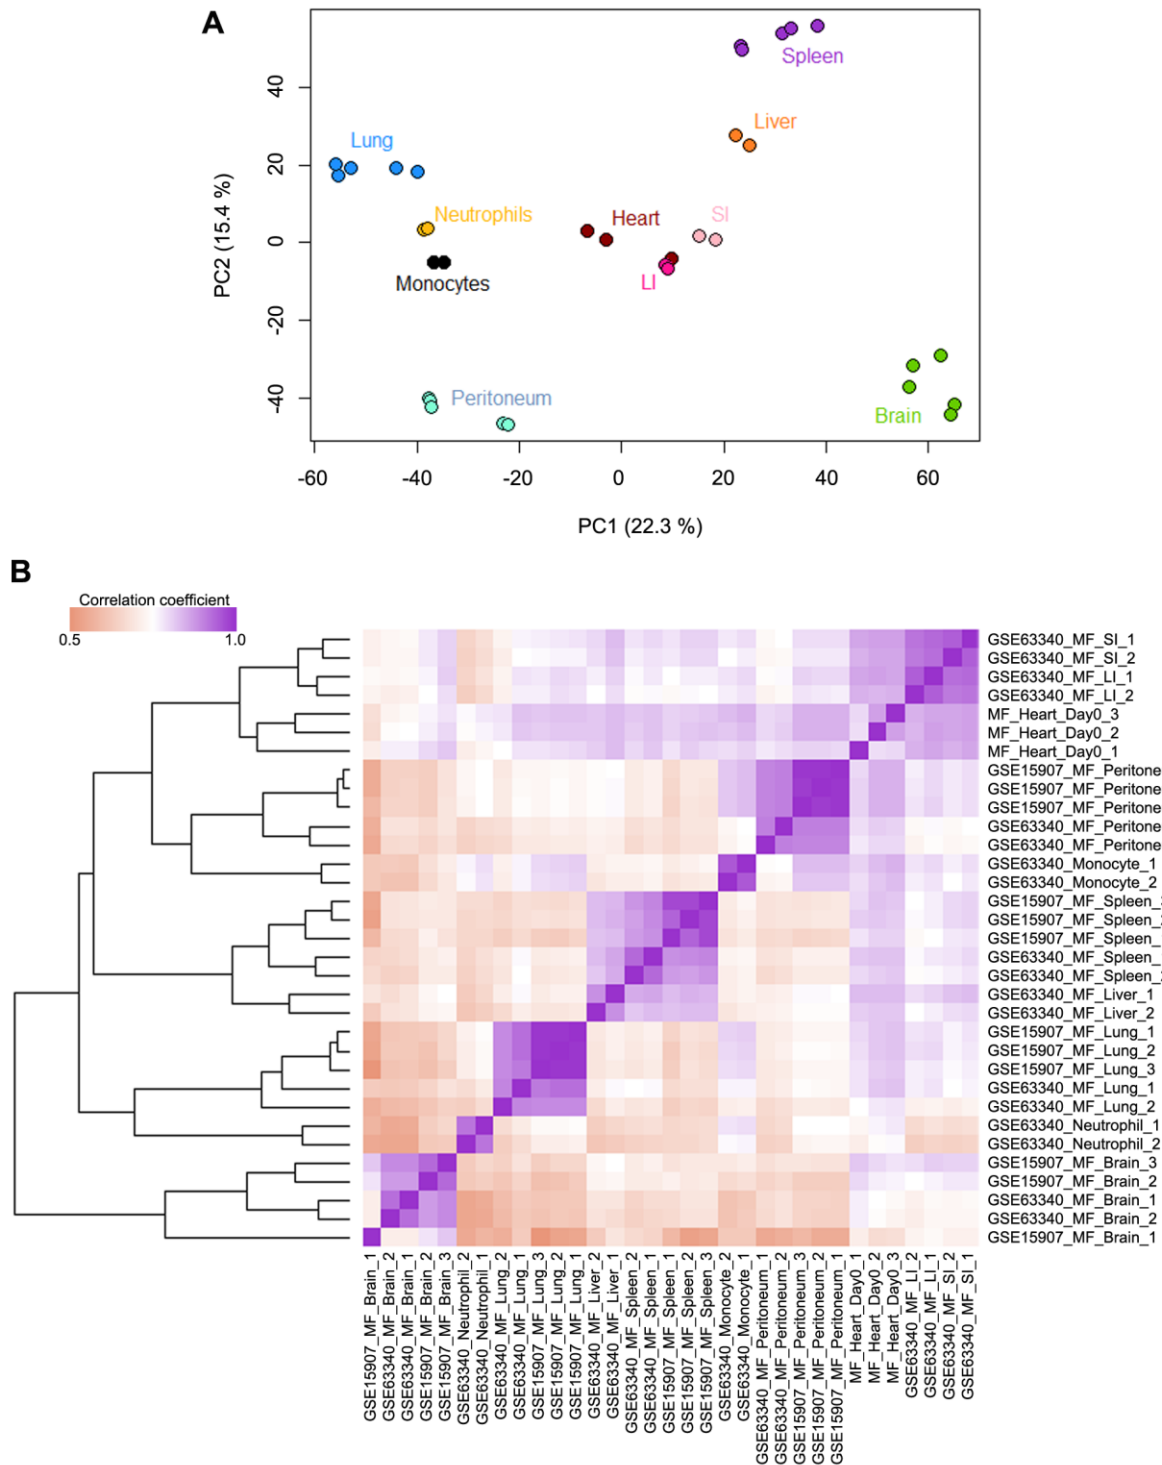 A
Spleen
Liver
Lung
Neutrophils
Heart
SI
Monocytes
LI
Peritoneum
Brain
40
20
0
-20
-40
PC2 (15.4 %)
-60 -40 -20 0 20 40 60
PC1 (22.3 %)
B
Correlation coefficient
0.5 1.0
GSE63340_MF_SI_1
GSE63340_MF_SI_2
GSE63340_MF_LI_1
GSE63340_MF_LI_2
MF_Heart_Day0_3
MF_Heart_Day0_2
MF_Heart_Day0_1
GSE15907_MF_Peritone
GSE15907_MF_Peritone
GSE15907_MF_Peritone
GSE63340_MF_Peritone
GSE63340_MF_Peritone
GSE63340_Monocyte_1
GSE63340_Monocyte_2
GSE15907_MF_Spleen_
GSE15907_MF_Spleen_
GSE15907_MF_Spleen_
GSE63340_MF_Spleen_
GSE63340_MF_Spleen_
GSE63340_MF_Liver_1
GSE63340_MF_Liver_2
GSE15907_MF_Lung_1
GSE15907_MF_Lung_2
GSE15907_MF_Lung_3
GSE63340_MF_Lung_1
GSE63340_MF_Lung_2
GSE63340_Neutrophil_1
GSE63340_Neutrophil_2
GSE15907_MF_Brain_3
GSE15907_MF_Brain_2
GSE63340_MF_Brain_1
GSE63340_MF_Brain_2
GSE15907_MF_Brain_1
GSE15907_MF_Brain_1
GSE63340_MF_Brain_2
GSE63340_MF_Brain_1
GSE15907_MF_Brain_2
GSE15907_MF_Brain_3
GSE63340_Neutrophil_2
GSE63340_Neutrophil_1
GSE63340_MF_Lung_2
GSE63340_MF_Lung_1
GSE15907_MF_Lung_3
GSE15907_MF_Lung_2
GSE15907_MF_Lung_1
GSE63340_MF_Liver_2
GSE63340_MF_Liver_1
GSE63340_MF_Spleen_2
GSE63340_MF_Spleen_1
GSE15907_MF_Spleen_1
GSE15907_MF_Spleen_2
GSE15907_MF_Spleen_3
GSE63340_Monocyte_2
GSE63340_Monocyte_1
GSE63340_MF_Peritoneum_1
GSE63340_MF_Peritoneum_2
GSE15907_MF_Peritoneum_3
GSE15907_MF_Peritoneum_2
GSE15907_MF_Peritoneum_1
MF_Heart_Day0_1
MF_Heart_Day0_2
MF_Heart_Day0_3
GSE63340_MF_LI_2
GSE63340_MF_LI_1
GSE63340_MF_SI_2
GSE63340_MF_SI_1